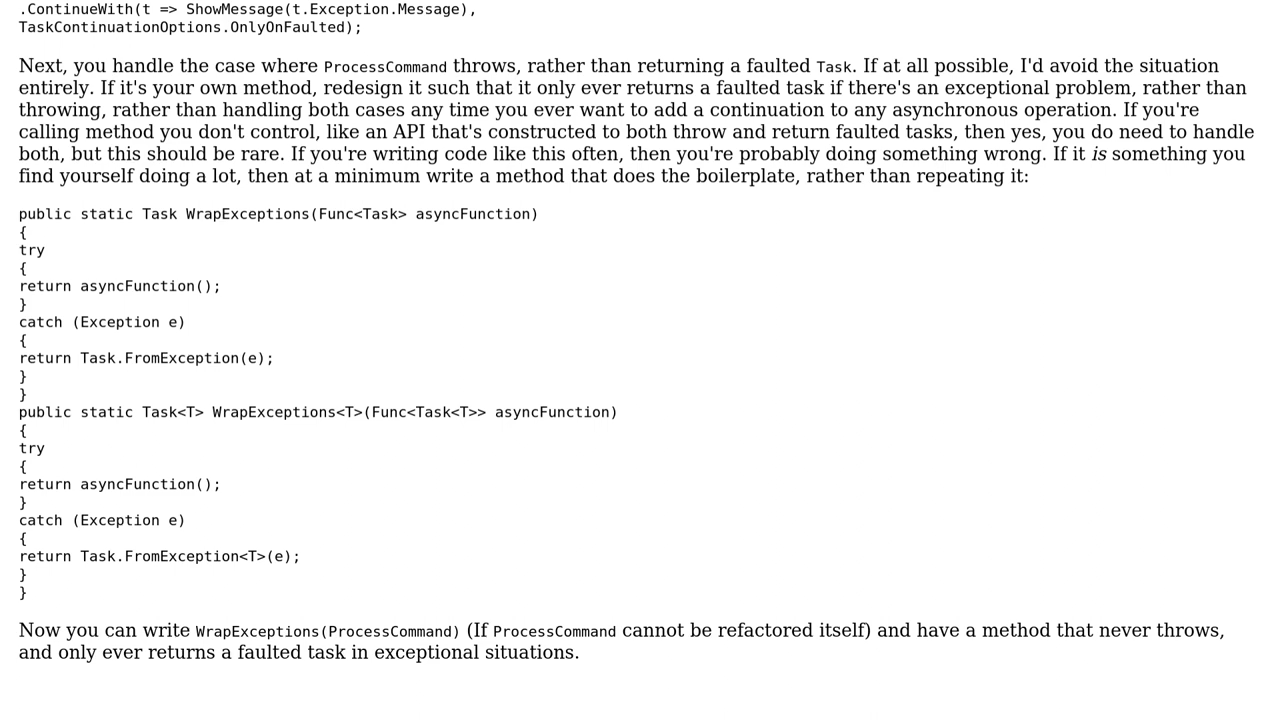 .ContinueWith(t => ShowMessage(t.Exception.Message),
TaskContinuationOptions.OnlyOnFaulted);
Next, you handle the case where ProcessCommand throws, rather than returning a faulted Task. If at all possible, I'd avoid the situation
entirely. If it's your own method, redesign it such that it only ever returns a faulted task if there's an exceptional problem, rather than
throwing, rather than handling both cases any time you ever want to add a continuation to any asynchronous operation. If you're
calling method you don't control, like an API that's constructed to both throw and return faulted tasks, then yes, you do need to handle
both, but this should be rare. If you're writing code like this often, then you're probably doing something wrong. If it is something you
find yourself doing a lot, then at a minimum write a method that does the boilerplate, rather than repeating it:
public static Task WrapExceptions(Func<Task> asyncFunction)
{
try
{
return asyncFunction();
}
catch (Exception e)
{
return Task.FromException(e);
}
}
public static Task<T> WrapExceptions<T>(Func<Task<T>> asyncFunction)
{
try
{
return asyncFunction();
}
catch (Exception e)
{
return Task.FromException<T>(e);
}
}
Now you can write WrapExceptions(ProcessCommand) (If ProcessCommand cannot be refactored itself) and have a method that never throws,
and only ever returns a faulted task in exceptional situations.